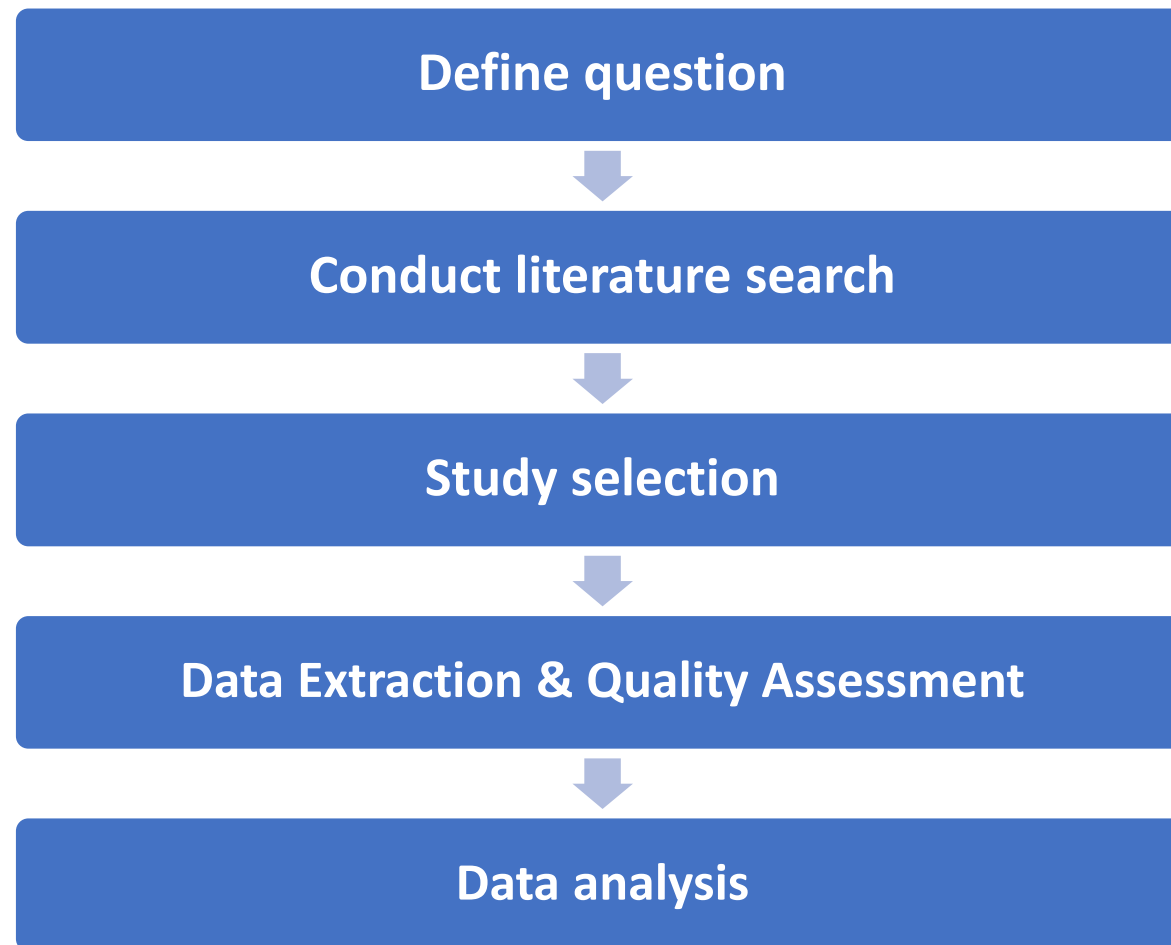 Define question
Conduct literature search
Study selection
Data Extraction & Quality Assessment
Data analysis